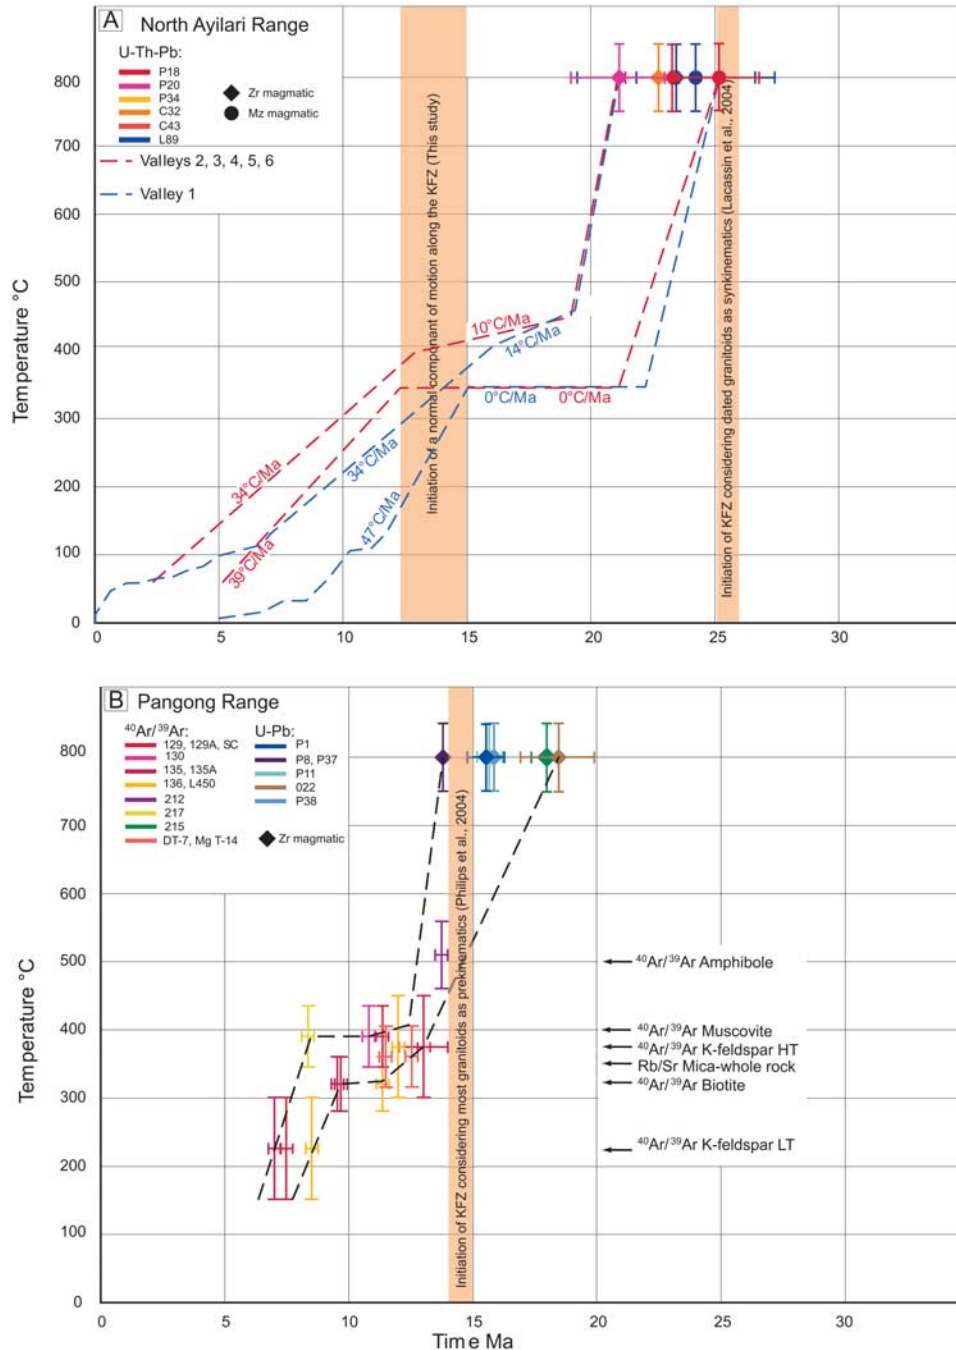 A North Ayilari Range
U-Th-Pb:
P18
P20
P34
C32
C43
L89
Zr magmatic
Mz magmatic
Valleys 2, 3, 4, 5, 6
Valley 1
Temperature °C
800
700
600
500
400
300
200
100
0
0 5 10 15 20 25 30
Initiation of a normal component of motion along the KFZ (This study)
Initiation of KFZ considering dated granitoids as synkinematics (Lacassin et al., 2004)
10°C/Ma
14°C/Ma
0°C/Ma 0°C/Ma
34°C/Ma
34°C/Ma
47°C/Ma
39°C/Ma
B Pangong Range
40Ar/39Ar:
129, 129A, SC
130
135, 135A
136, L450
212
217
215
DT-7, Mg T-14
U-Pb:
P1
P8, P37
P11
022
P38
Zr magmatic
Temperature °C
800
700
600
500
400
300
200
100
0
Initiation of KFZ considering most granitoids as prekinematics (Philips et al., 2004)
40Ar/39Ar Amphibole
40Ar/39Ar Muscovite
40Ar/39Ar K-feldspar HT
Rb/Sr Mica-whole rock
40Ar/39Ar Biotite
40Ar/39Ar K-feldspar LT
0 5 10 15 20 25 30
Time Ma